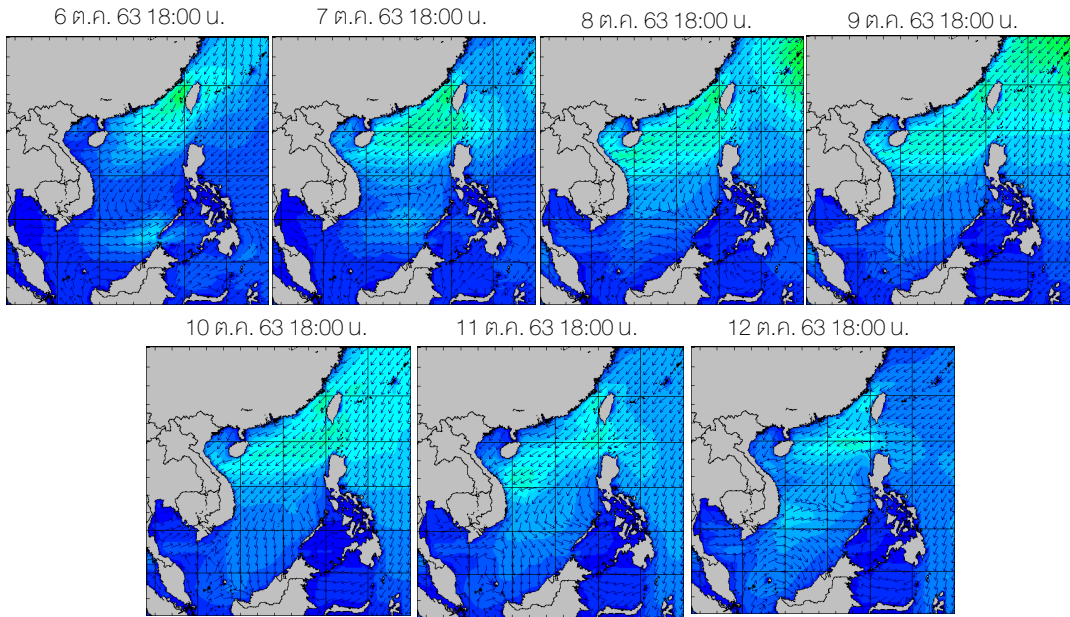 6 ต.ค. 63 18:00 น.
7 ต.ค. 63 18:00 น.
8 ต.ค. 63 18:00 น.
9 ต.ค. 63 18:00 น.
10 ต.ค. 63 18:00 น.
11 ต.ค. 63 18:00 น.
12 ต.ค. 63 18:00 น.